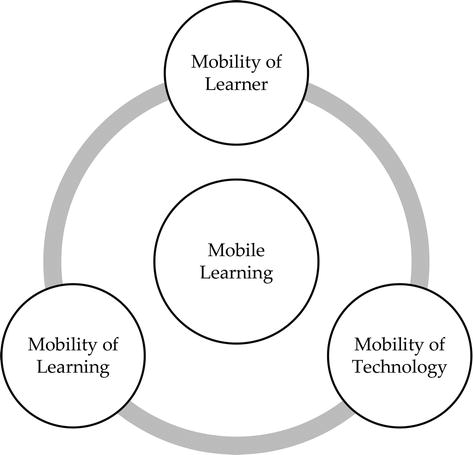 Mobility of
Learner
Mobile
Learning
Mobility of
Learning
Mobility of
Technology